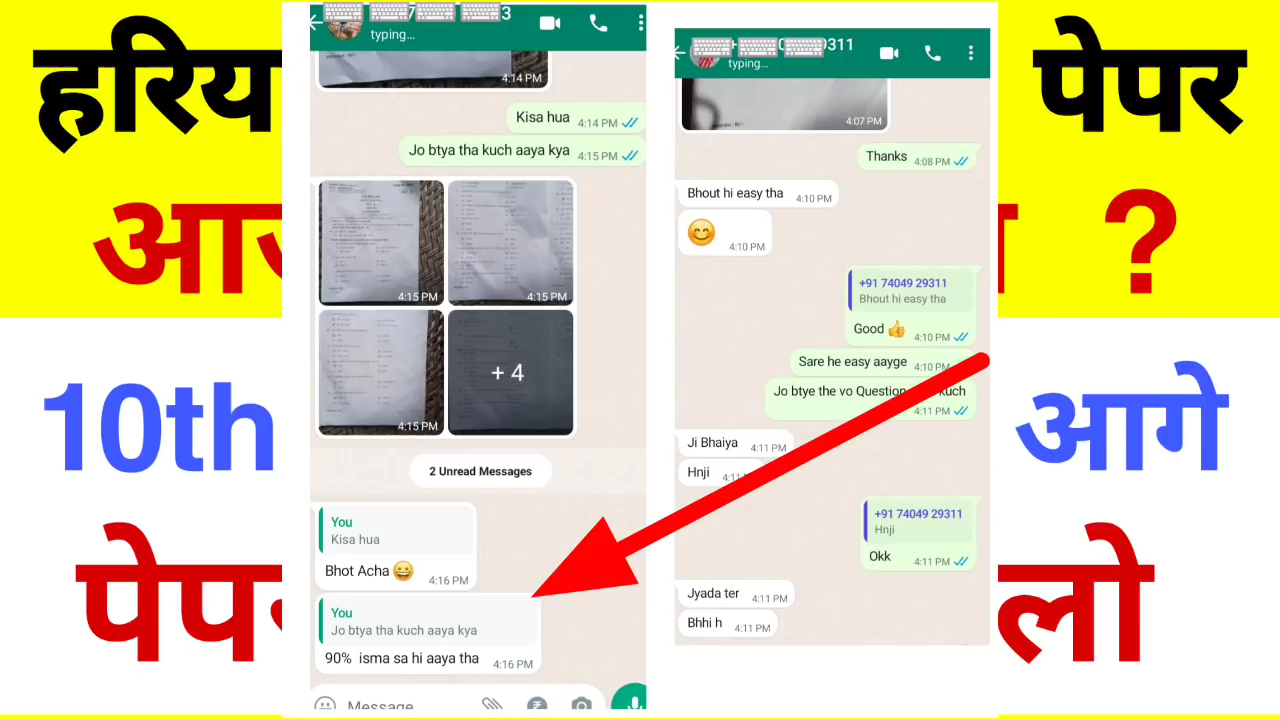 हरिय
पेपर
?
10th
आगे
पेप
लो
typing...
4:14 PM
Kisa hua 4:14 PM
Jo btya tha kuch aaya kya 4:15 PM
4:15 PM
4:15 PM
4:15 PM
+ 4
2 Unread Messages
You
Kisa hua
Bhot Acha 😀 4:16 PM
You
Jo btya tha kuch aaya kya
90% isma sa hi aaya tha 4:16 PM
Message
311
typing...
4:07 PM
Thanks 4:08 PM
Bhout hi easy tha 4:10 PM
😊 4:10 PM
+91 74049 29311
Bhout hi easy tha
Good 👍 4:10 PM
Sare he easy aayge 4:10 PM
Jo btye the vo Question kuch
4:11 PM
Ji Bhaiya 4:11 PM
Hnji 4:11
+91 74049 29311
Hnji
Okk 4:11 PM
Jyada ter 4:11 PM
Bhhi h 4:11 PM